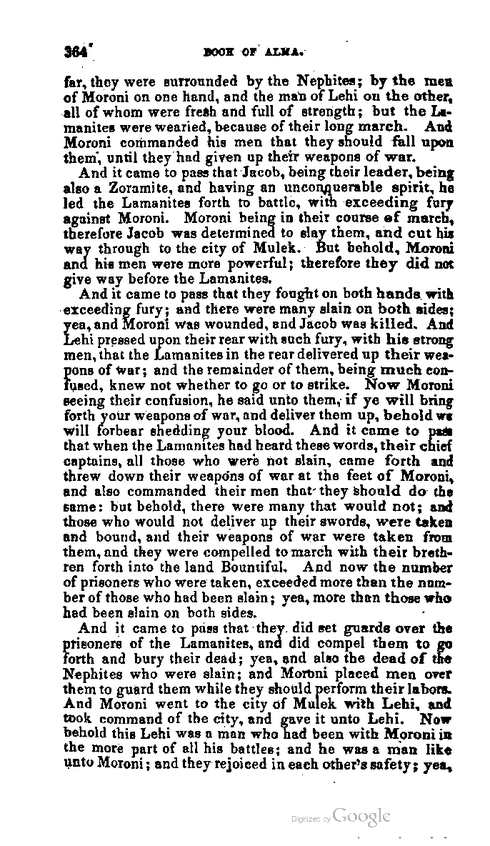 364 BOOK OF ALMA.
far, they were surrounded by the Nephites; by the men
of Moroni on one hand, and the man of Lehi on the other,
all of whom were fresh and full of strength; but the La-
manites were wearied, because of their long march. And
Moroni commanded his men that they should fall upon
them, until they had given up their weapons of war.
And it came to pass that Jacob, being their leader, being
also a Zoramite, and having an unconquerable spirit, he
led the Lamanites forth to battle, with exceeding fury
against Moroni. Moroni being in their course of march,
therefore Jacob was determined to slay them, and cut his
way through to the city of Mulek. But behold, Moroni
and his men were more powerful; therefore they did not
give way before the Lamanites.
And it came to pass that they fought on both hands with
exceeding fury; and there were many slain on both sides;
yea, and Moroni was wounded, and Jacob was killed. And
Lehi pressed upon their rear with such fury, with his strong
men, that the Lamanites in the rear delivered up their wea-
pons of war; and the remainder of them, being much con-
fused, knew not whether to go or to strike. Now Moroni
seeing their confusion, he said unto them, if ye will bring
forth your weapons of war, and deliver them up, behold we
will forbear shedding your blood. And it came to pass
that when the Lamanites had heard these words, their chief
captains, all those who were not slain, came forth and
threw down their weapons of war at the feet of Moroni,
and also commanded their men that they should do the
same: but behold, there were many that would not; and
those who would not deliver up their swords, were taken
and bound, and their weapons of war were taken from
them, and they were compelled to march with their breth-
ren forth into the land Bountiful. And now the number
of prisoners who were taken, exceeded more than the num-
ber of those who had been slain; yea, more than those who
had been slain on both sides.
And it came to pass that they did set guards over the
prisoners of the Lamanites, and did compel them to go
forth and bury their dead; yea, and also the dead of the
Nephites who were slain; and Moroni placed men over
them to guard them while they should perform their labors.
And Moroni went to the city of Mulek with Lehi, and
took command of the city, and gave it unto Lehi. Now
behold this Lehi was a man who had been with Moroni in
the more part of all his battles; and he was a man like
unto Moroni; and they rejoiced in each other's safety; yea,
Digitized by Google